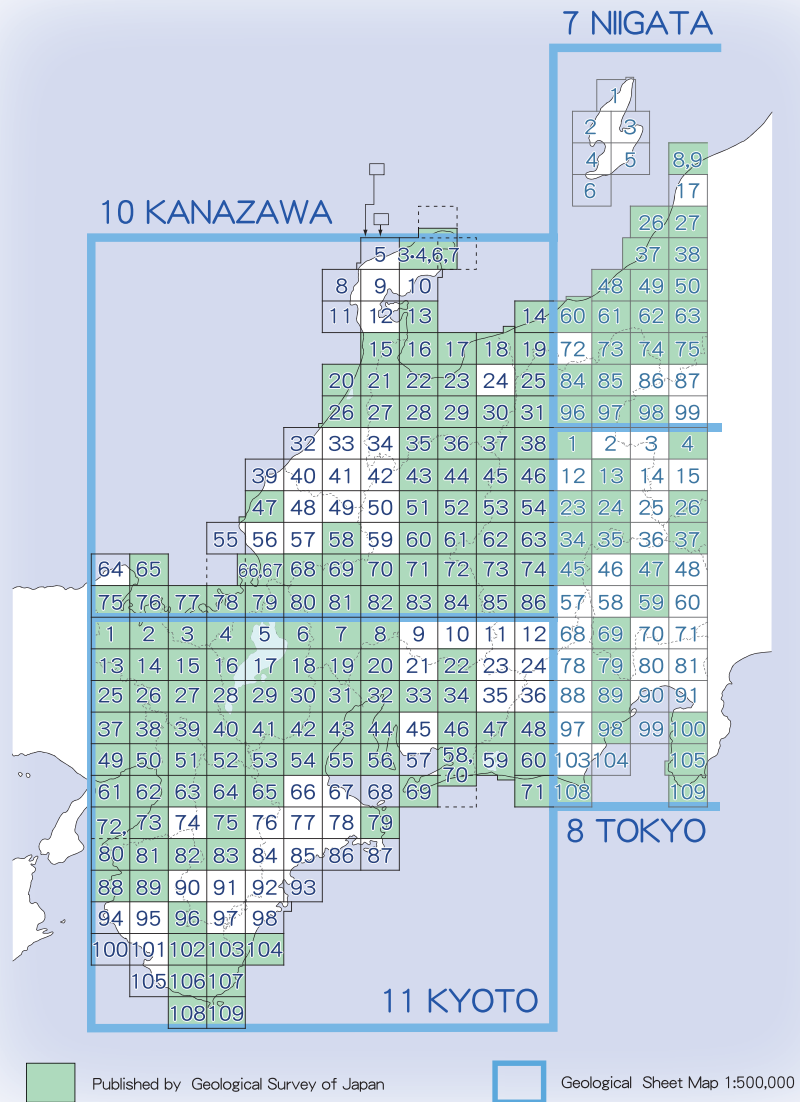 7 NIIGATA
1
2 3
4 5 8,9
6 17
10 KANAZAWA
26 27
5 3·4,6,7 37 38
8 9 10 48 49 50
11 12 13 14 60 61 62 63
15 16 17 18 19 72 73 74 75
20 21 22 23 24 25 84 85 86 87
26 27 28 29 30 31 96 97 98 99
32 33 34 35 36 37 38 1 2 3 4
39 40 41 42 43 44 45 46 12 13 14 15
47 48 49 50 51 52 53 54 23 24 25 26
55 56 57 58 59 60 61 62 63 34 35 36 37
64 65 66,67 68 69 70 71 72 73 74 45 46 47 48
75 76 77 78 79 80 81 82 83 84 85 86 57 58 59 60
1 2 3 4 5 6 7 8 9 10 11 12 68 69 70 71
13 14 15 16 17 18 19 20 21 22 23 24 78 79 80 81
25 26 27 28 29 30 31 32 33 34 35 36 88 89 90 91
37 38 39 40 41 42 43 44 45 46 47 48 97 98 99 100
49 50 51 52 53 54 55 56 57 58, 59 60 103 104 105
70
61 62 63 64 65 66 67 68 69 71 108 109
72, 73 74 75 76 77 78 79
8 TOKYO
80 81 82 83 84 85 86 87
88 89 90 91 92 93
94 95 96 97 98
100 101 102 103 104
105 106 107
11 KYOTO
108 109
Published by Geological Survey of Japan
Geological Sheet Map 1:500,000